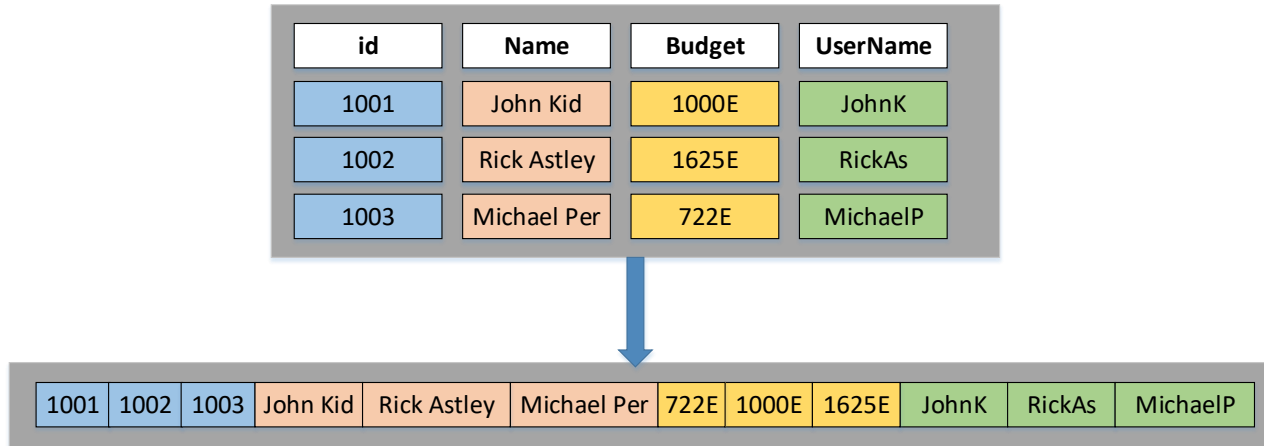 id Name Budget UserName
1001 John Kid 1000E JohnK
1002 Rick Astley 1625E RickAs
1003 Michael Per 722E MichaelP
1001 1002 1003 John Kid Rick Astley Michael Per 722E 1000E 1625E JohnK RickAs MichaelP